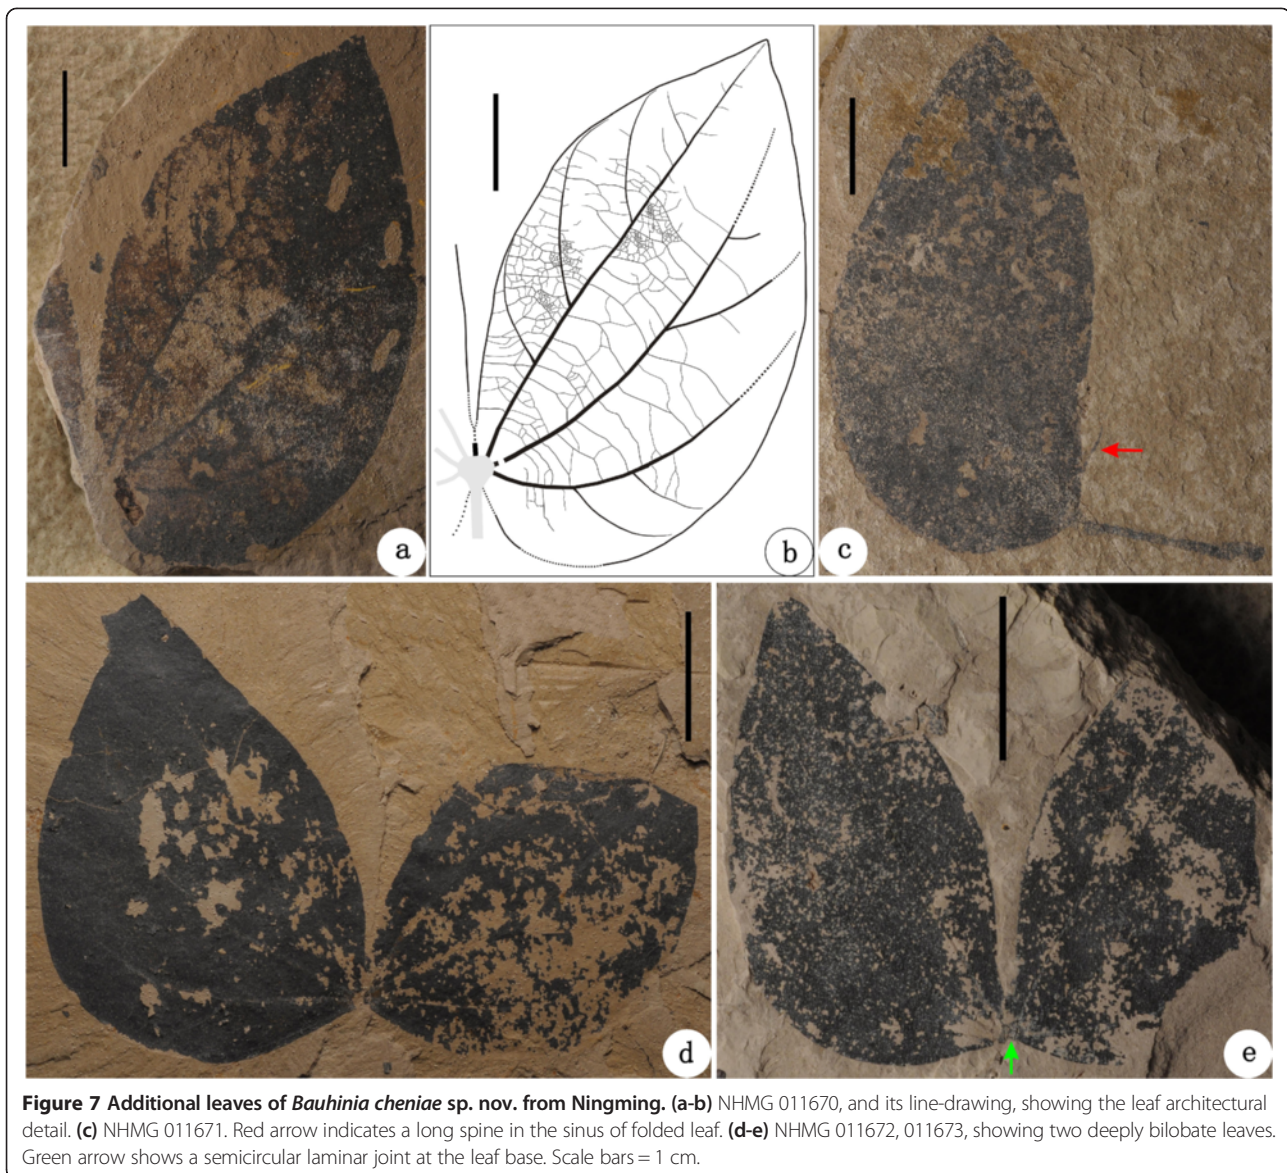 a
b
c
d
e
Figure 7 Additional leaves of Bauhinia cheniae sp. nov. from Ningming. (a-b) NHMG 011670, and its line-drawing, showing the leaf architectural
detail. (c) NHMG 011671. Red arrow indicates a long spine in the sinus of folded leaf. (d-e) NHMG 011672, 011673, showing two deeply bilobate leaves.
Green arrow shows a semicircular laminar joint at the leaf base. Scale bars = 1 cm.